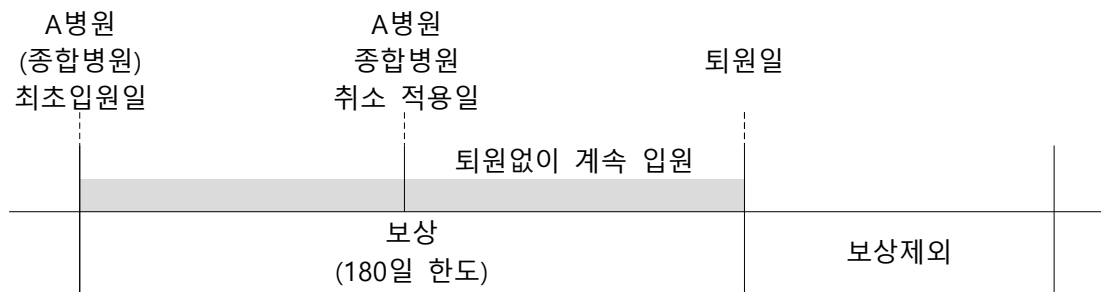 A병원
(종합병원)
최초입원일
A병원
종합병원
취소 적용일
퇴원일
퇴원없이 계속 입원
보상
(180일 한도)
보상제외